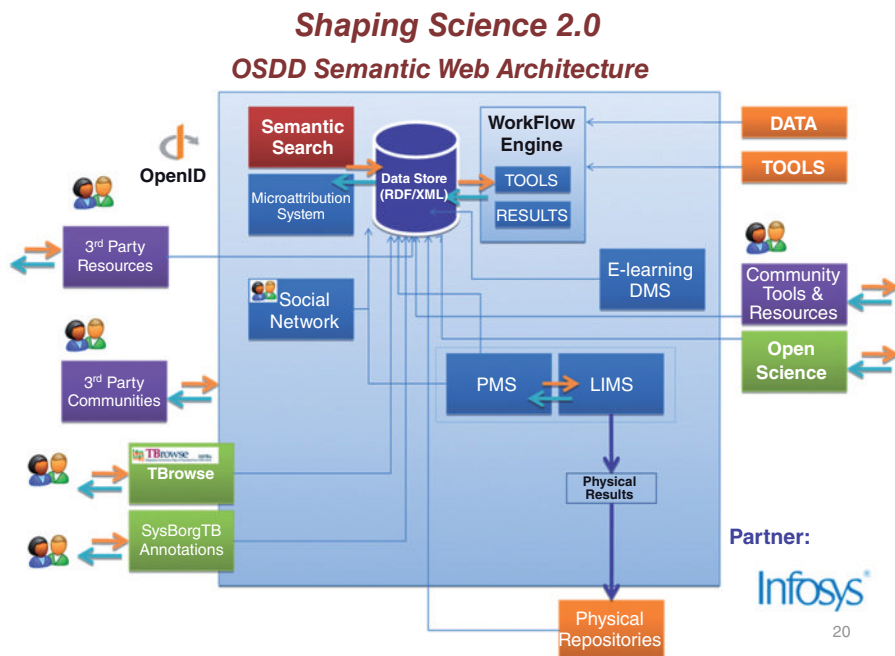 Shaping Science 2.0
OSDD Semantic Web Architecture
OpenID
Semantic
Search
Microattribution
System
Data Store
(RDF/XML)
WorkFlow
Engine
TOOLS
RESULTS
DATA
TOOLS
3rd Party
Resources
Social
Network
E-learning
DMS
Community
Tools &
Resources
3rd Party
Communities
PMS
LIMS
Open
Science
TBrowse
TBrowse
Physical
Results
SysBorgTB
Annotations
Partner:
Infosys®
Physical
Repositories
20